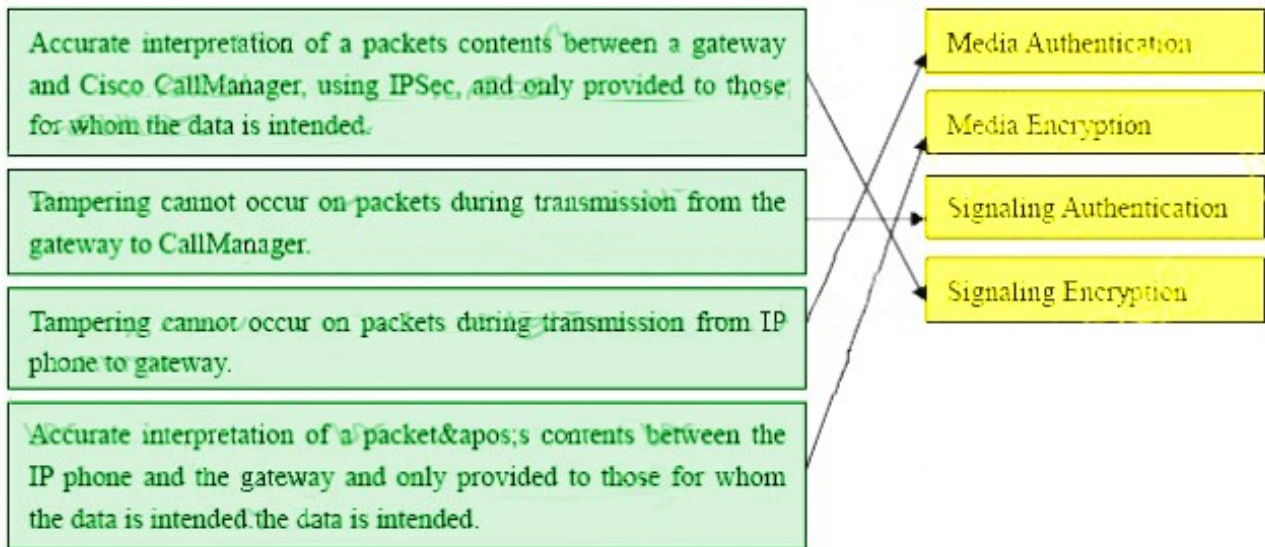 Accurate interpretation of a packets contents between a gateway
and Cisco CallManager, using IPSec, and only provided to those
for whom the data is intended.
Tampering cannot occur on packets during transmission from the
gateway to CallManager.
Tampering cannot occur on packets during transmission from IP
phone to gateway.
Accurate interpretation of a packet&apos;s contents between the
IP phone and the gateway and only provided to those for whom
the data is intended.the data is intended.
Media Authentication
Media Encryption
Signaling Authentication
Signaling Encryption